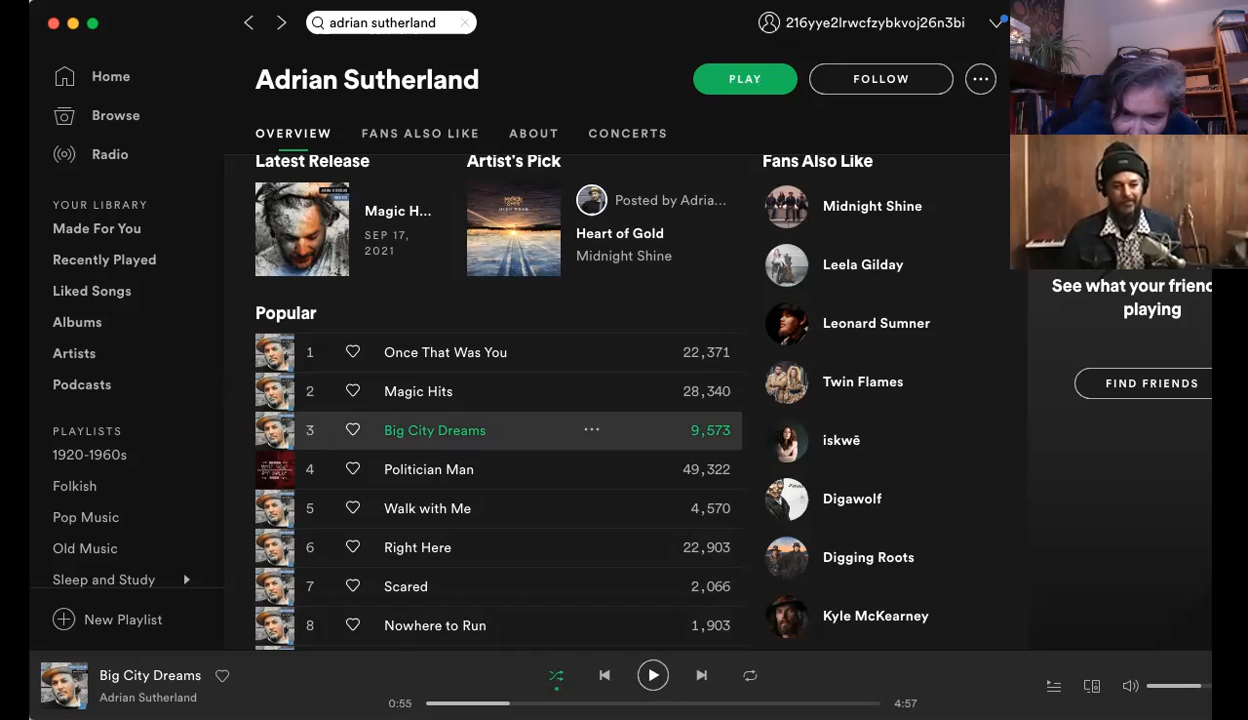 adrian sutherland
216yye2lrwcfzybkvoj26n3bi
Home
Browse
Radio
YOUR LIBRARY
Made For You
Recently Played
Liked Songs
Albums
Artists
Podcasts
PLAYLISTS
1920-1960s
Folkish
Pop Music
Old Music
Sleep and Study
New Playlist
Adrian Sutherland
PLAY
FOLLOW
OVERVIEW
FANS ALSO LIKE
ABOUT
CONCERTS
Latest Release
Magic H...
SEP 17,
2021
Artist's Pick
Posted by Adria...
Heart of Gold
Midnight Shine
Popular
1 Once That Was You 22,371
2 Magic Hits 28,340
3 Big City Dreams ... 9,573
4 Politician Man 49,322
5 Walk with Me 4,570
6 Right Here 22,903
7 Scared 2,066
8 Nowhere to Run 1,903
Fans Also Like
Midnight Shine
Leela Gilday
Leonard Sumner
Twin Flames
iskwē
Digawolf
Digging Roots
Kyle McKearney
See what your frien
playing
FIND FRIENDS
Big City Dreams
Adrian Sutherland
0:55
4:57